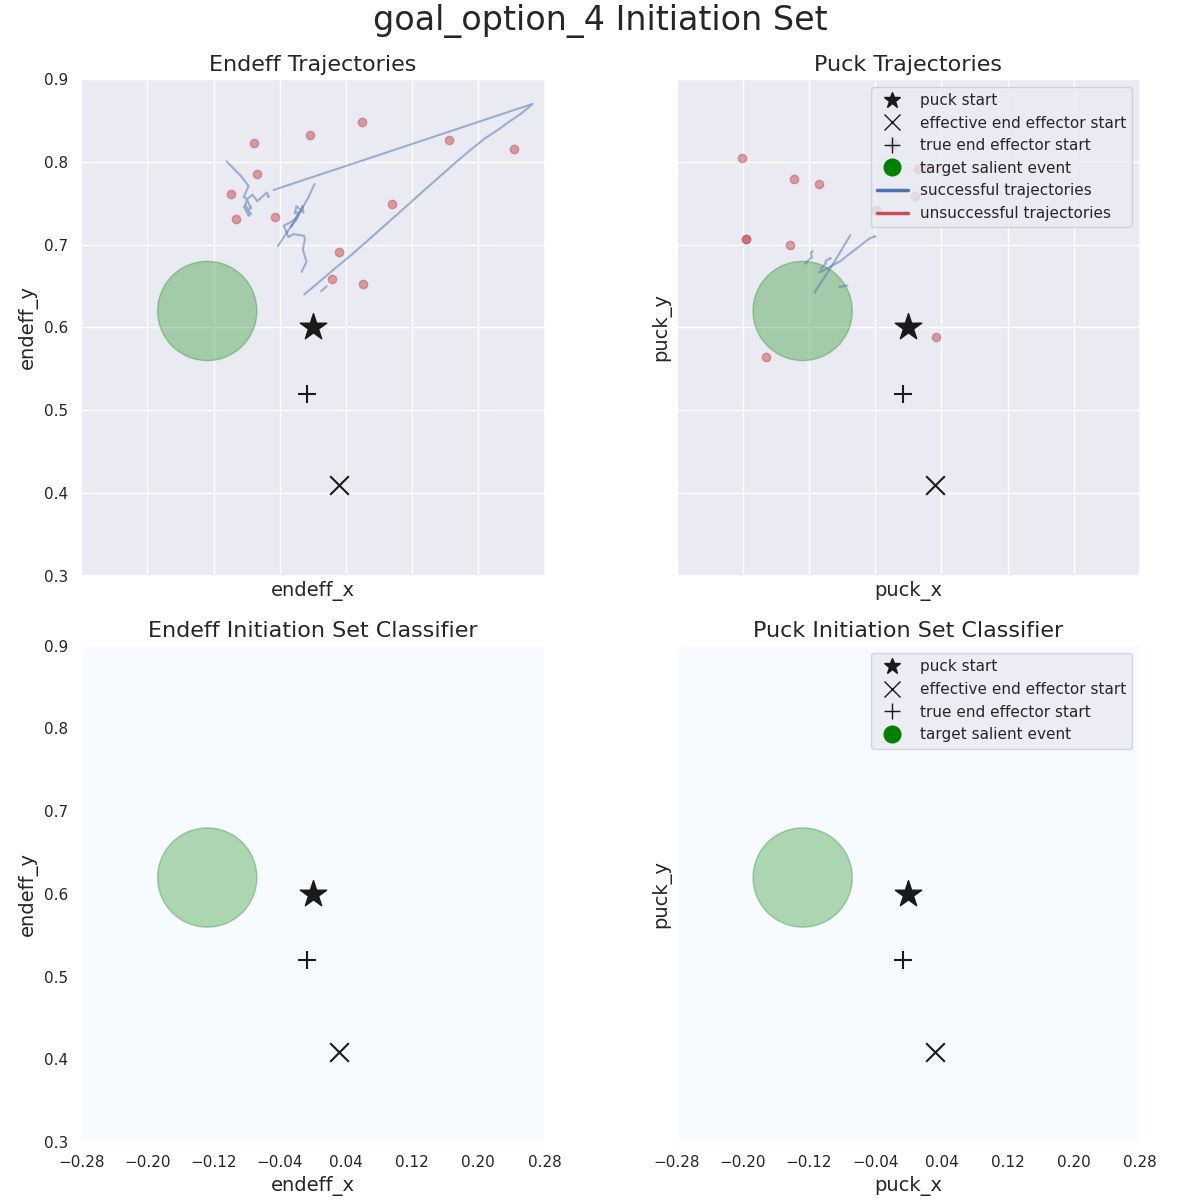 goal_option_4 Initiation Set
Endeff Trajectories
0.9
0.8
0.7
0.6
0.5
0.4
0.3
endeff_y
endeff_x
Puck Trajectories
puck start
effective end effector start
true end effector start
target salient event
successful trajectories
unsuccessful trajectories
puck_y
puck_x
Endeff Initiation Set Classifier
0.9
0.8
0.7
0.6
0.5
0.4
0.3
endeff_y
−0.28 −0.20 −0.12 −0.04 0.04 0.12 0.20 0.28
endeff_x
Puck Initiation Set Classifier
puck start
effective end effector start
true end effector start
target salient event
puck_y
−0.28 −0.20 −0.12 −0.04 0.04 0.12 0.20 0.28
puck_x